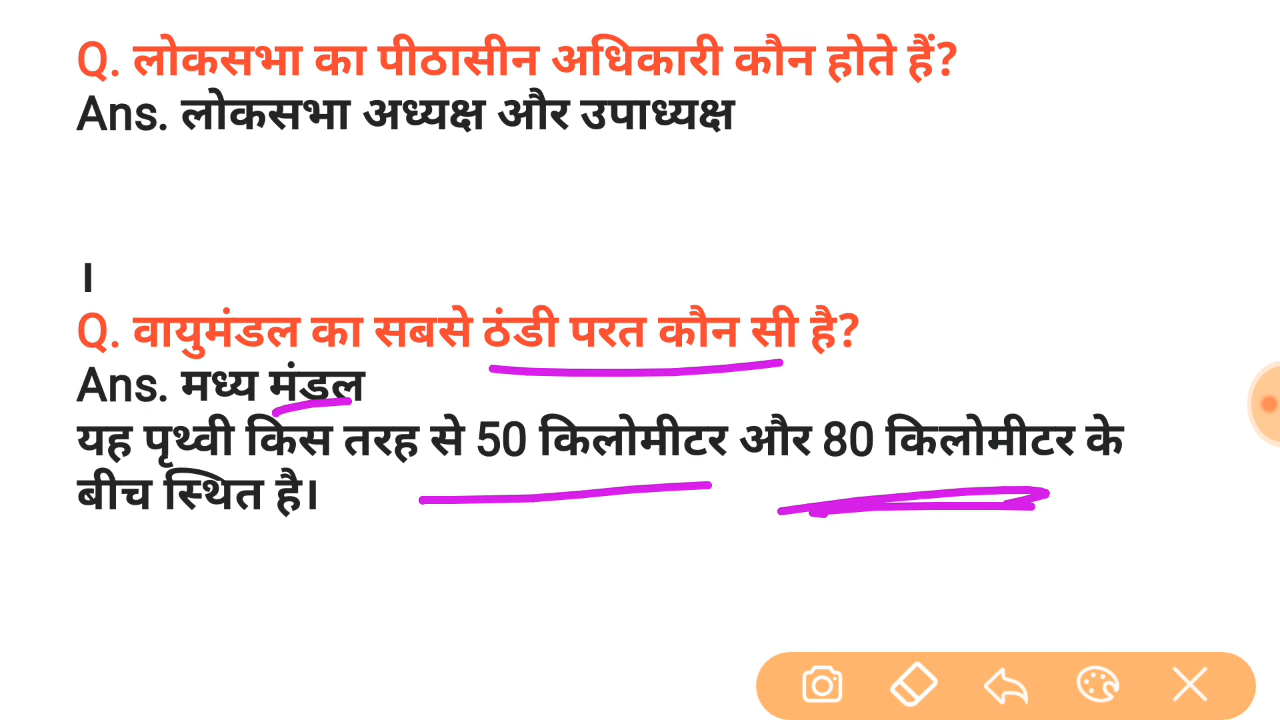 Q. लोकसभा का पीठासीन अधिकारी कौन होते हैं?
Ans. लोकसभा अध्यक्ष और उपाध्यक्ष
।
Q. वायुमंडल का सबसे ठंडी परत कौन सी है?
Ans. मध्य मंडल
यह पृथ्वी किस तरह से 50 किलोमीटर और 80 किलोमीटर के
बीच स्थित है।